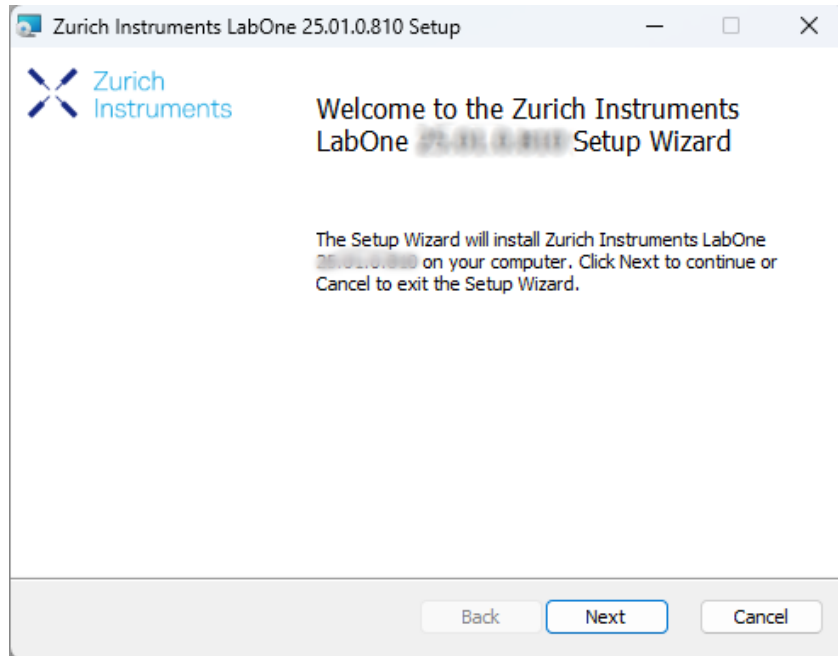 Zurich Instruments LabOne 25.01.0.810 Setup
Zurich
Instruments
Welcome to the Zurich Instruments
LabOne Setup Wizard
The Setup Wizard will install Zurich Instruments LabOne
on your computer. Click Next to continue or
Cancel to exit the Setup Wizard.
Back
Next
Cancel